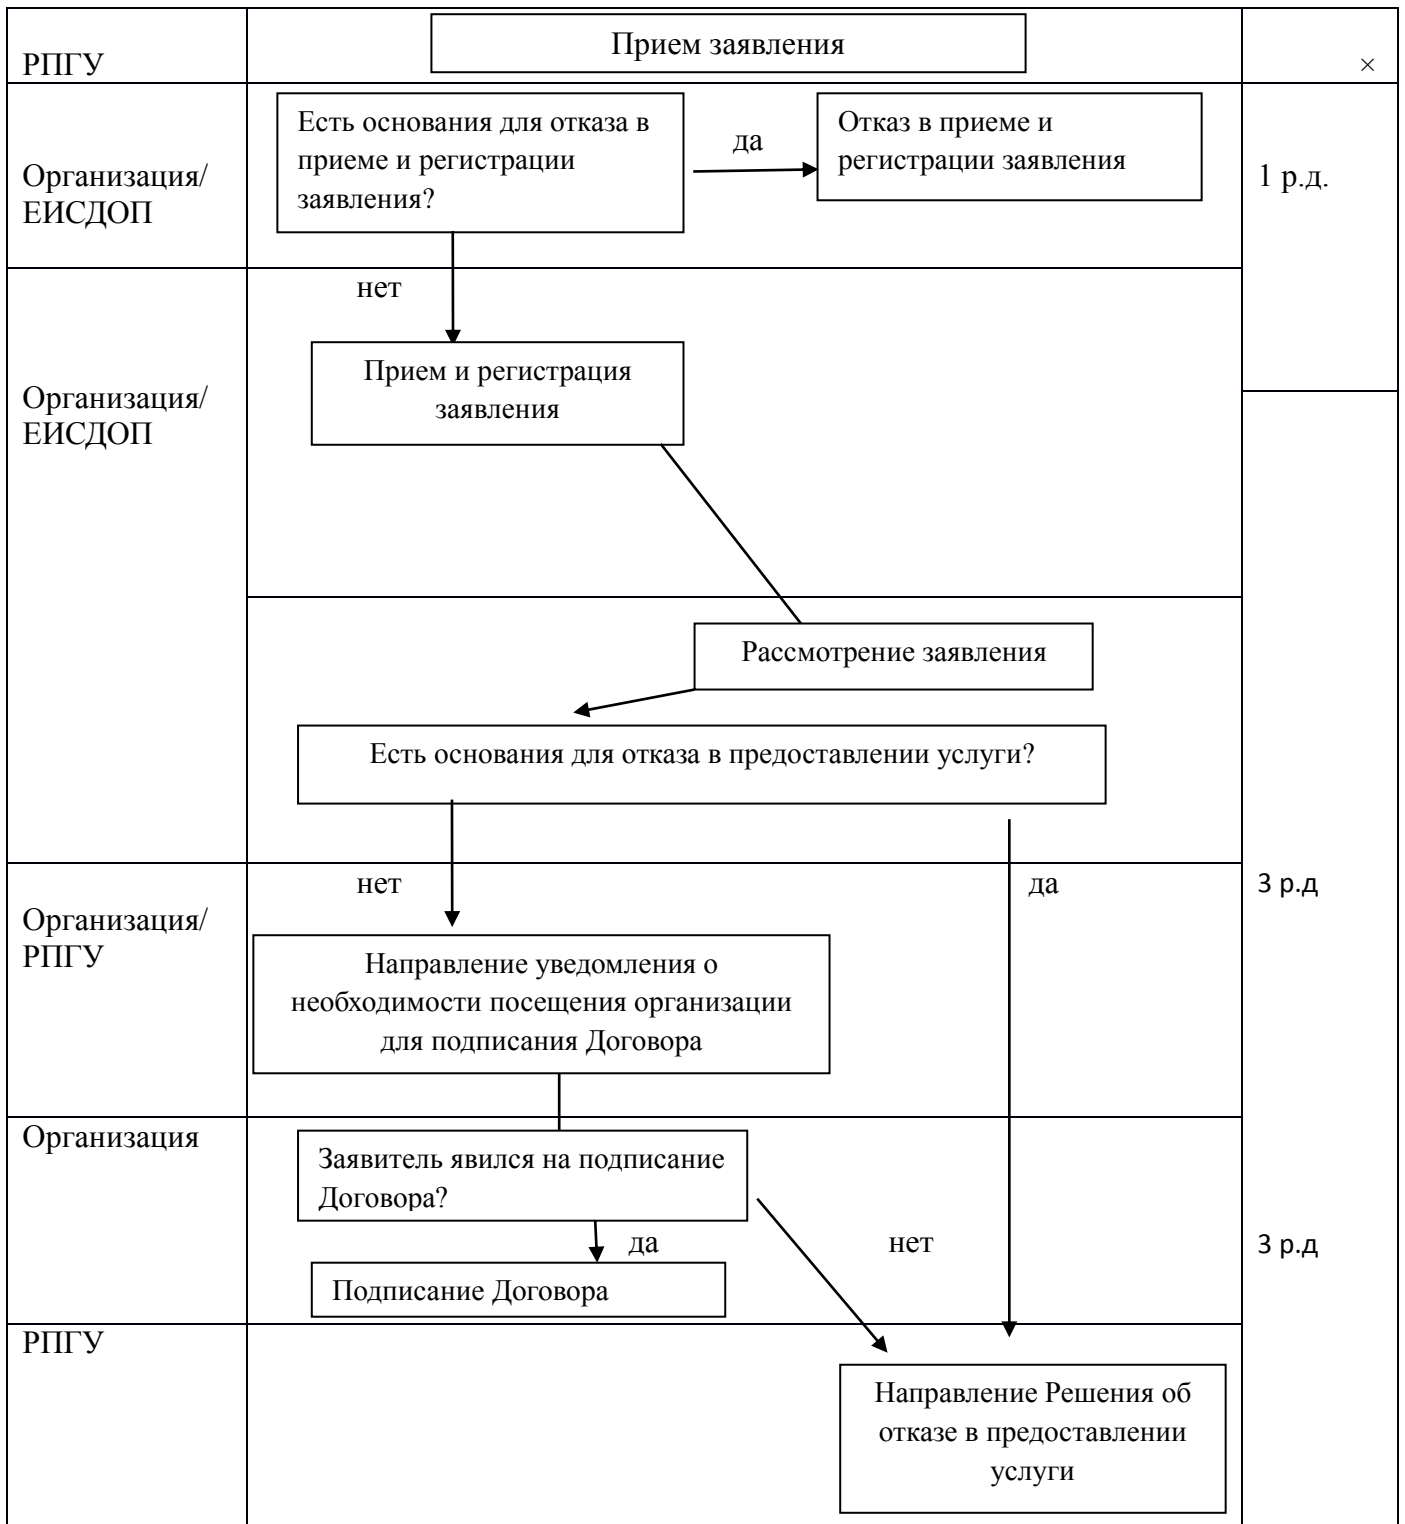 Прием заявления
РПГУ
×
Есть основания для отказа в
приеме и регистрации
заявления?
да
Отказ в приеме и
регистрации заявления
Организация/
ЕИСДОП
1 р.д.
нет
Прием и регистрация
заявления
Организация/
ЕИСДОП
Рассмотрение заявления
Есть основания для отказа в предоставлении услуги?
нет
да
3 р.д
Организация/
РПГУ
Направление уведомления о
необходимости посещения организации
для подписания Договора
Организация
Заявитель явился на подписание
Договора?
да
нет
3 р.д
Подписание Договора
РПГУ
Направление Решения об
отказе в предоставлении
услуги